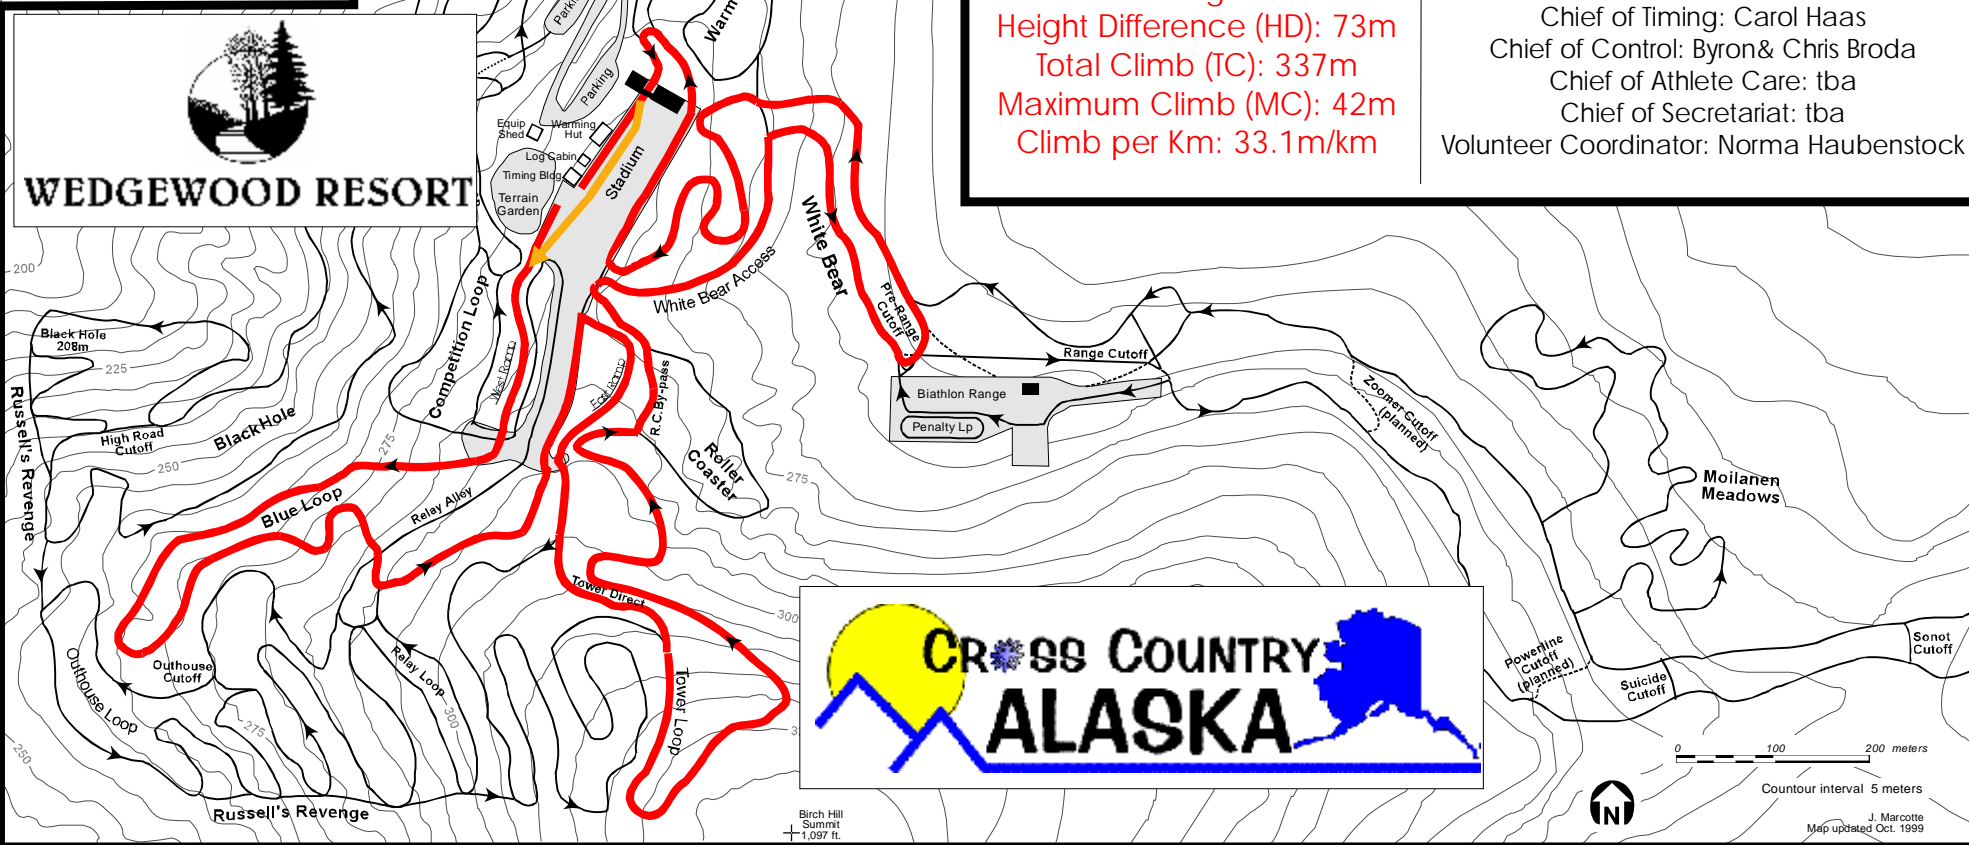 WEDGEWOOD RESORT
Height Difference (HD): 73m
Total Climb (TC): 337m
Maximum Climb (MC): 42m
Climb per Km: 33.1m/km
Chief of Timing: Carol Haas
Chief of Control: Byron& Chris Broda
Chief of Athlete Care: tba
Chief of Secretariat: tba
Volunteer Coordinator: Norma Haubenstock
Parking
Warm
Equip
Shed
Warming
Hut
Log Cabin
Timing Bldg
Terrain
Garden
Stadium
White Bear Access
White Bear
Pre-Range
Cutoff
Range Cutoff
Biathlon Range
Penalty Lp
Zoomer Cutoff
(planned)
Moilanen
Meadows
200
Black Hole
208m
225
Russell's Revenge
High Road
Cutoff
Black Hole
250
275
Competition Loop
West Ramp
East Ramp
R.C.By-pass
Roller
Coaster
275
Blue Loop
Relay Alley
Tower Direct
300
Outhouse
Cutoff
Outhouse Loop
Relay Loop
300
275
250
Tower Loop
Russell's Revenge
CROSS COUNTRY
ALASKA
Powerline
Cutoff
(planned)
Suicide
Cutoff
Sonot
Cutoff
0 100 200 meters
Countour interval 5 meters
N
J. Marcotte
Map updated Oct. 1999
Birch Hill
Summit
1,097 ft.